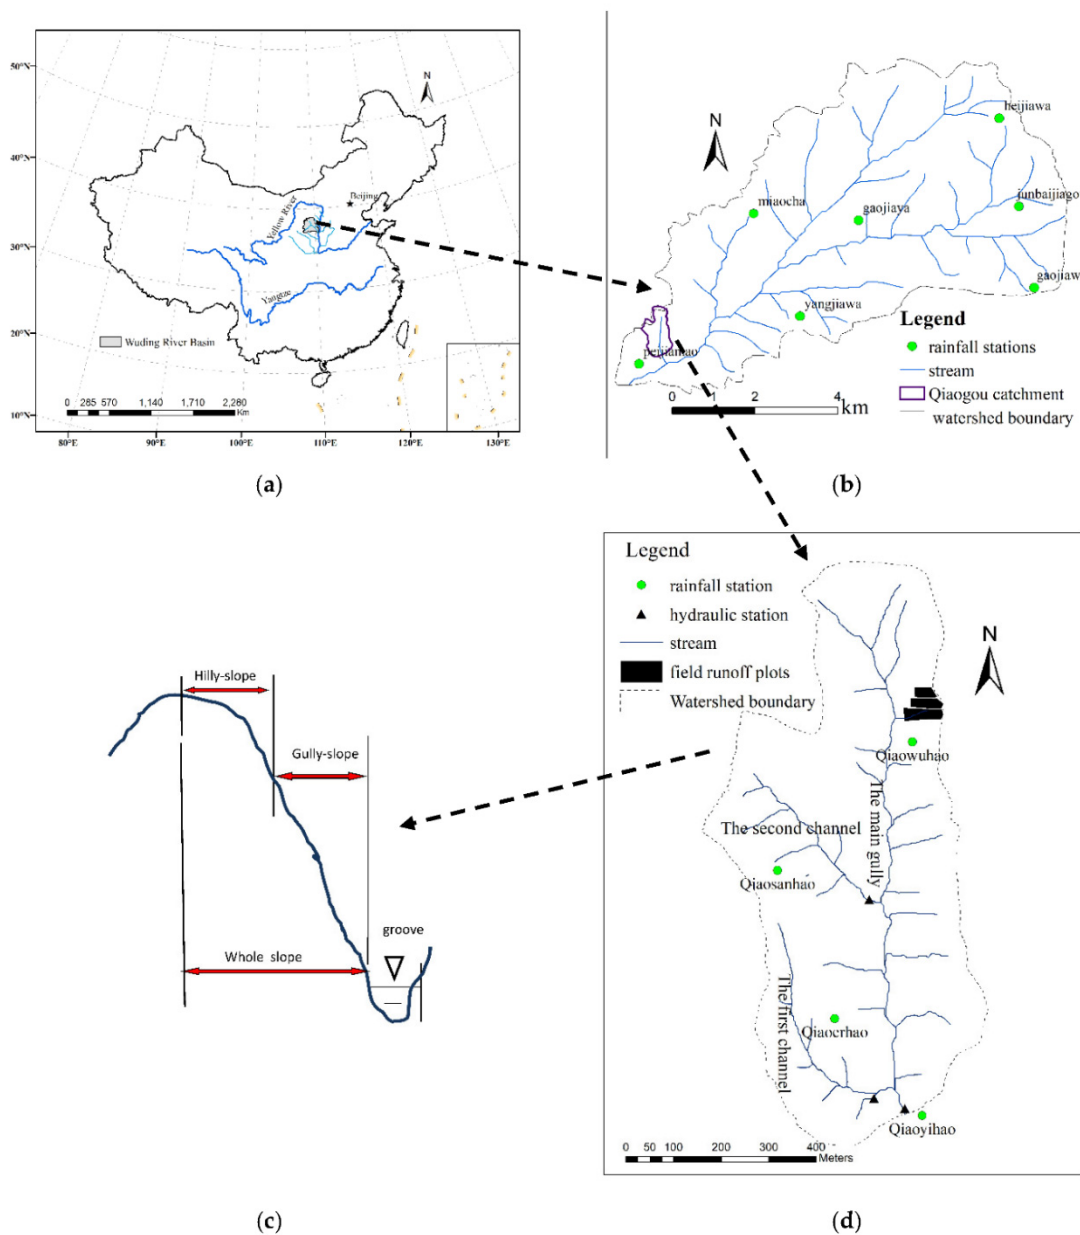 50°N
40°N
30°N
20°N
10°N
N
Beijing
Yellow River
Yangtze
Wuding River Basin
0 285 570 1,140 1,710 2,280
Km
80°E 90°E 100°E 110°E 120°E 130°E
(a)
N
heijiawa
junbaijiago
miaocha
gaojiava
gaojiaw
yangjiawa
peijiamao
Legend
rainfall stations
stream
Qiaogou catchment
watershed boundary
0 1 2 4
km
(b)
Hilly-slope
Gully-slope
groove
Whole slope
(c)
Legend
rainfall station
hydraulic station
stream
field runoff plots
Watershed boundary
N
Qiaowuhao
The main gully
The second channel
Qiaosanhao
The first channel
Qiaoerhao
Qiaoyihao
0 50 100 200 300 400
Meters
(d)